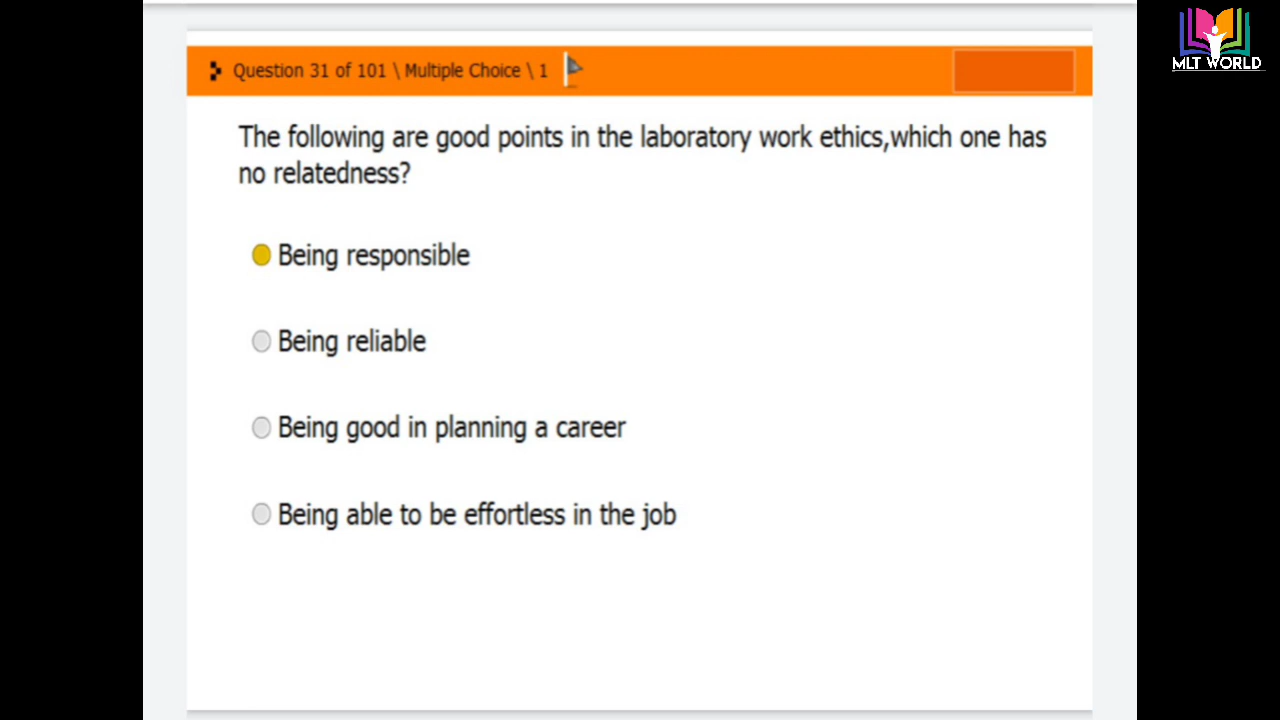 MLT WORLD
Question 31 of 101 \ Multiple Choice \ 1
The following are good points in the laboratory work ethics,which one has
no relatedness?
Being responsible
Being reliable
Being good in planning a career
Being able to be effortless in the job